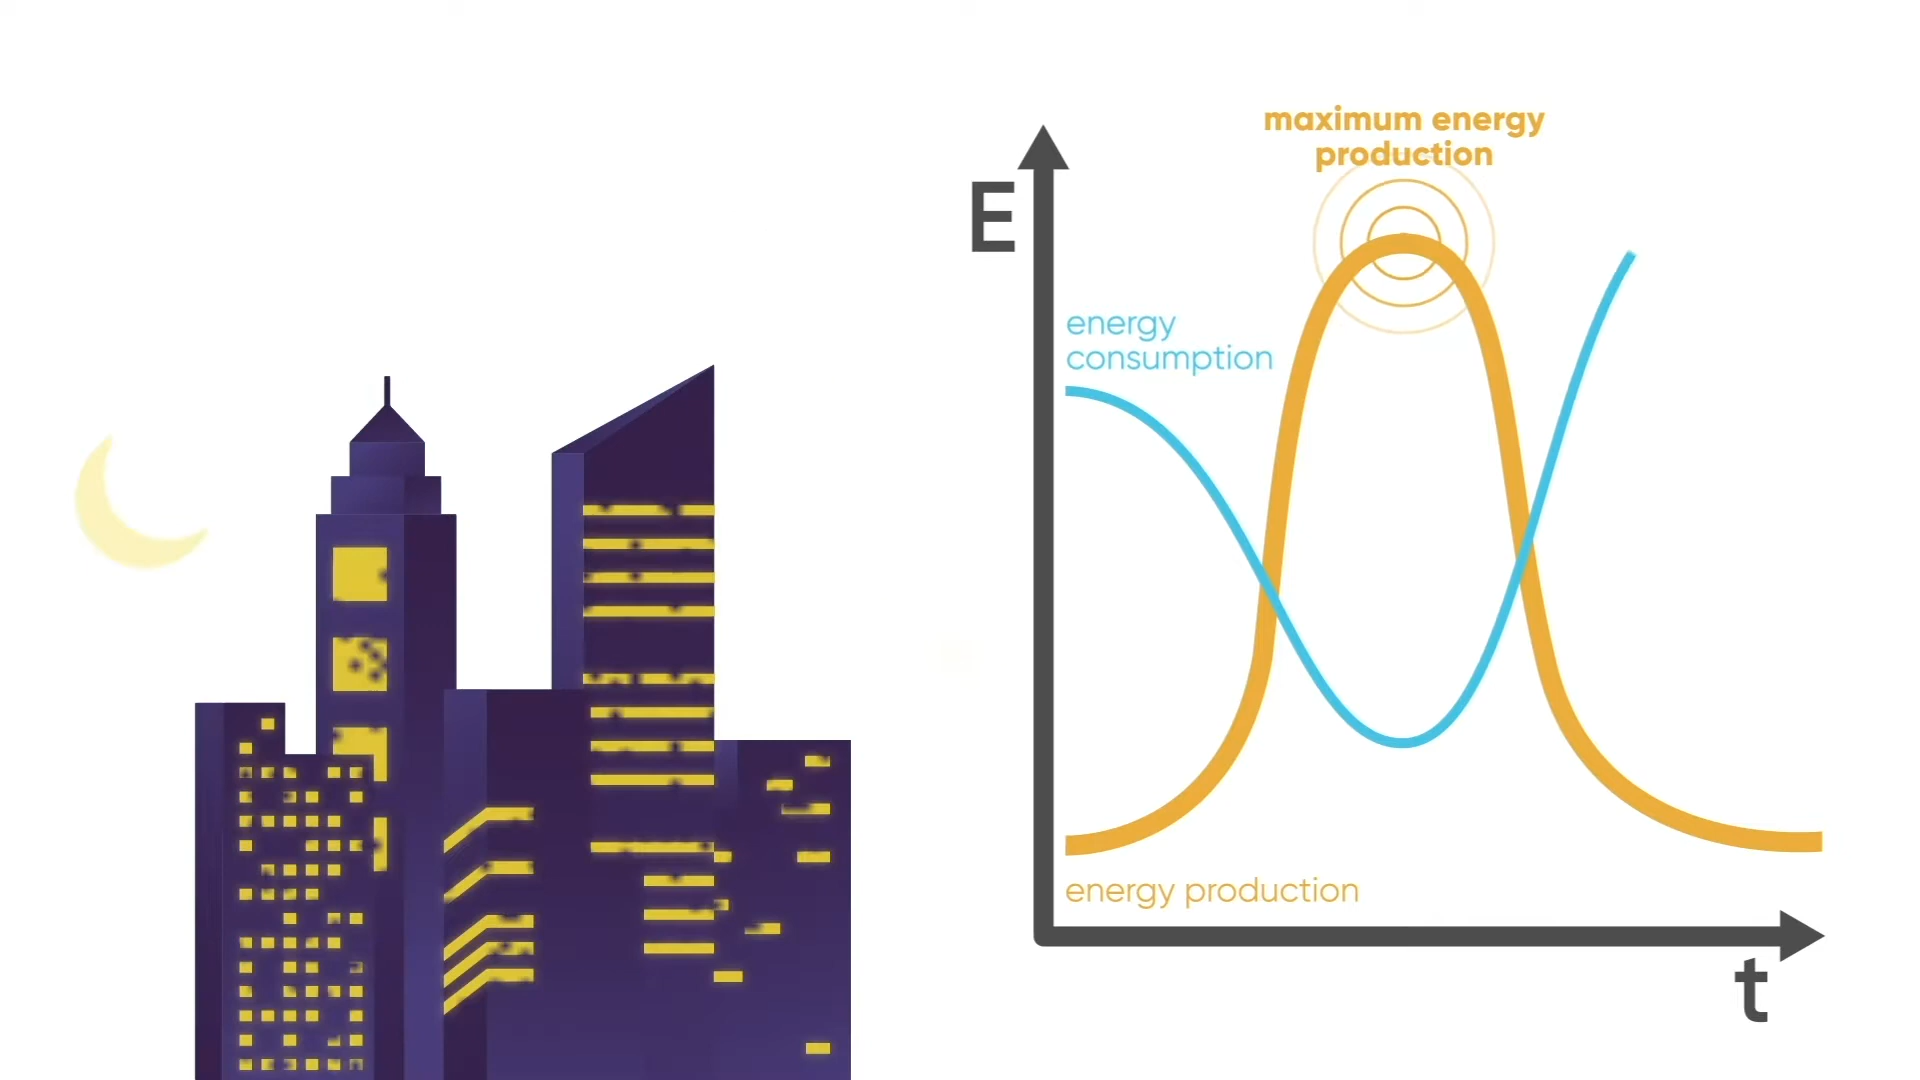 maximum energy
production
E
energy
consumption
energy production
t